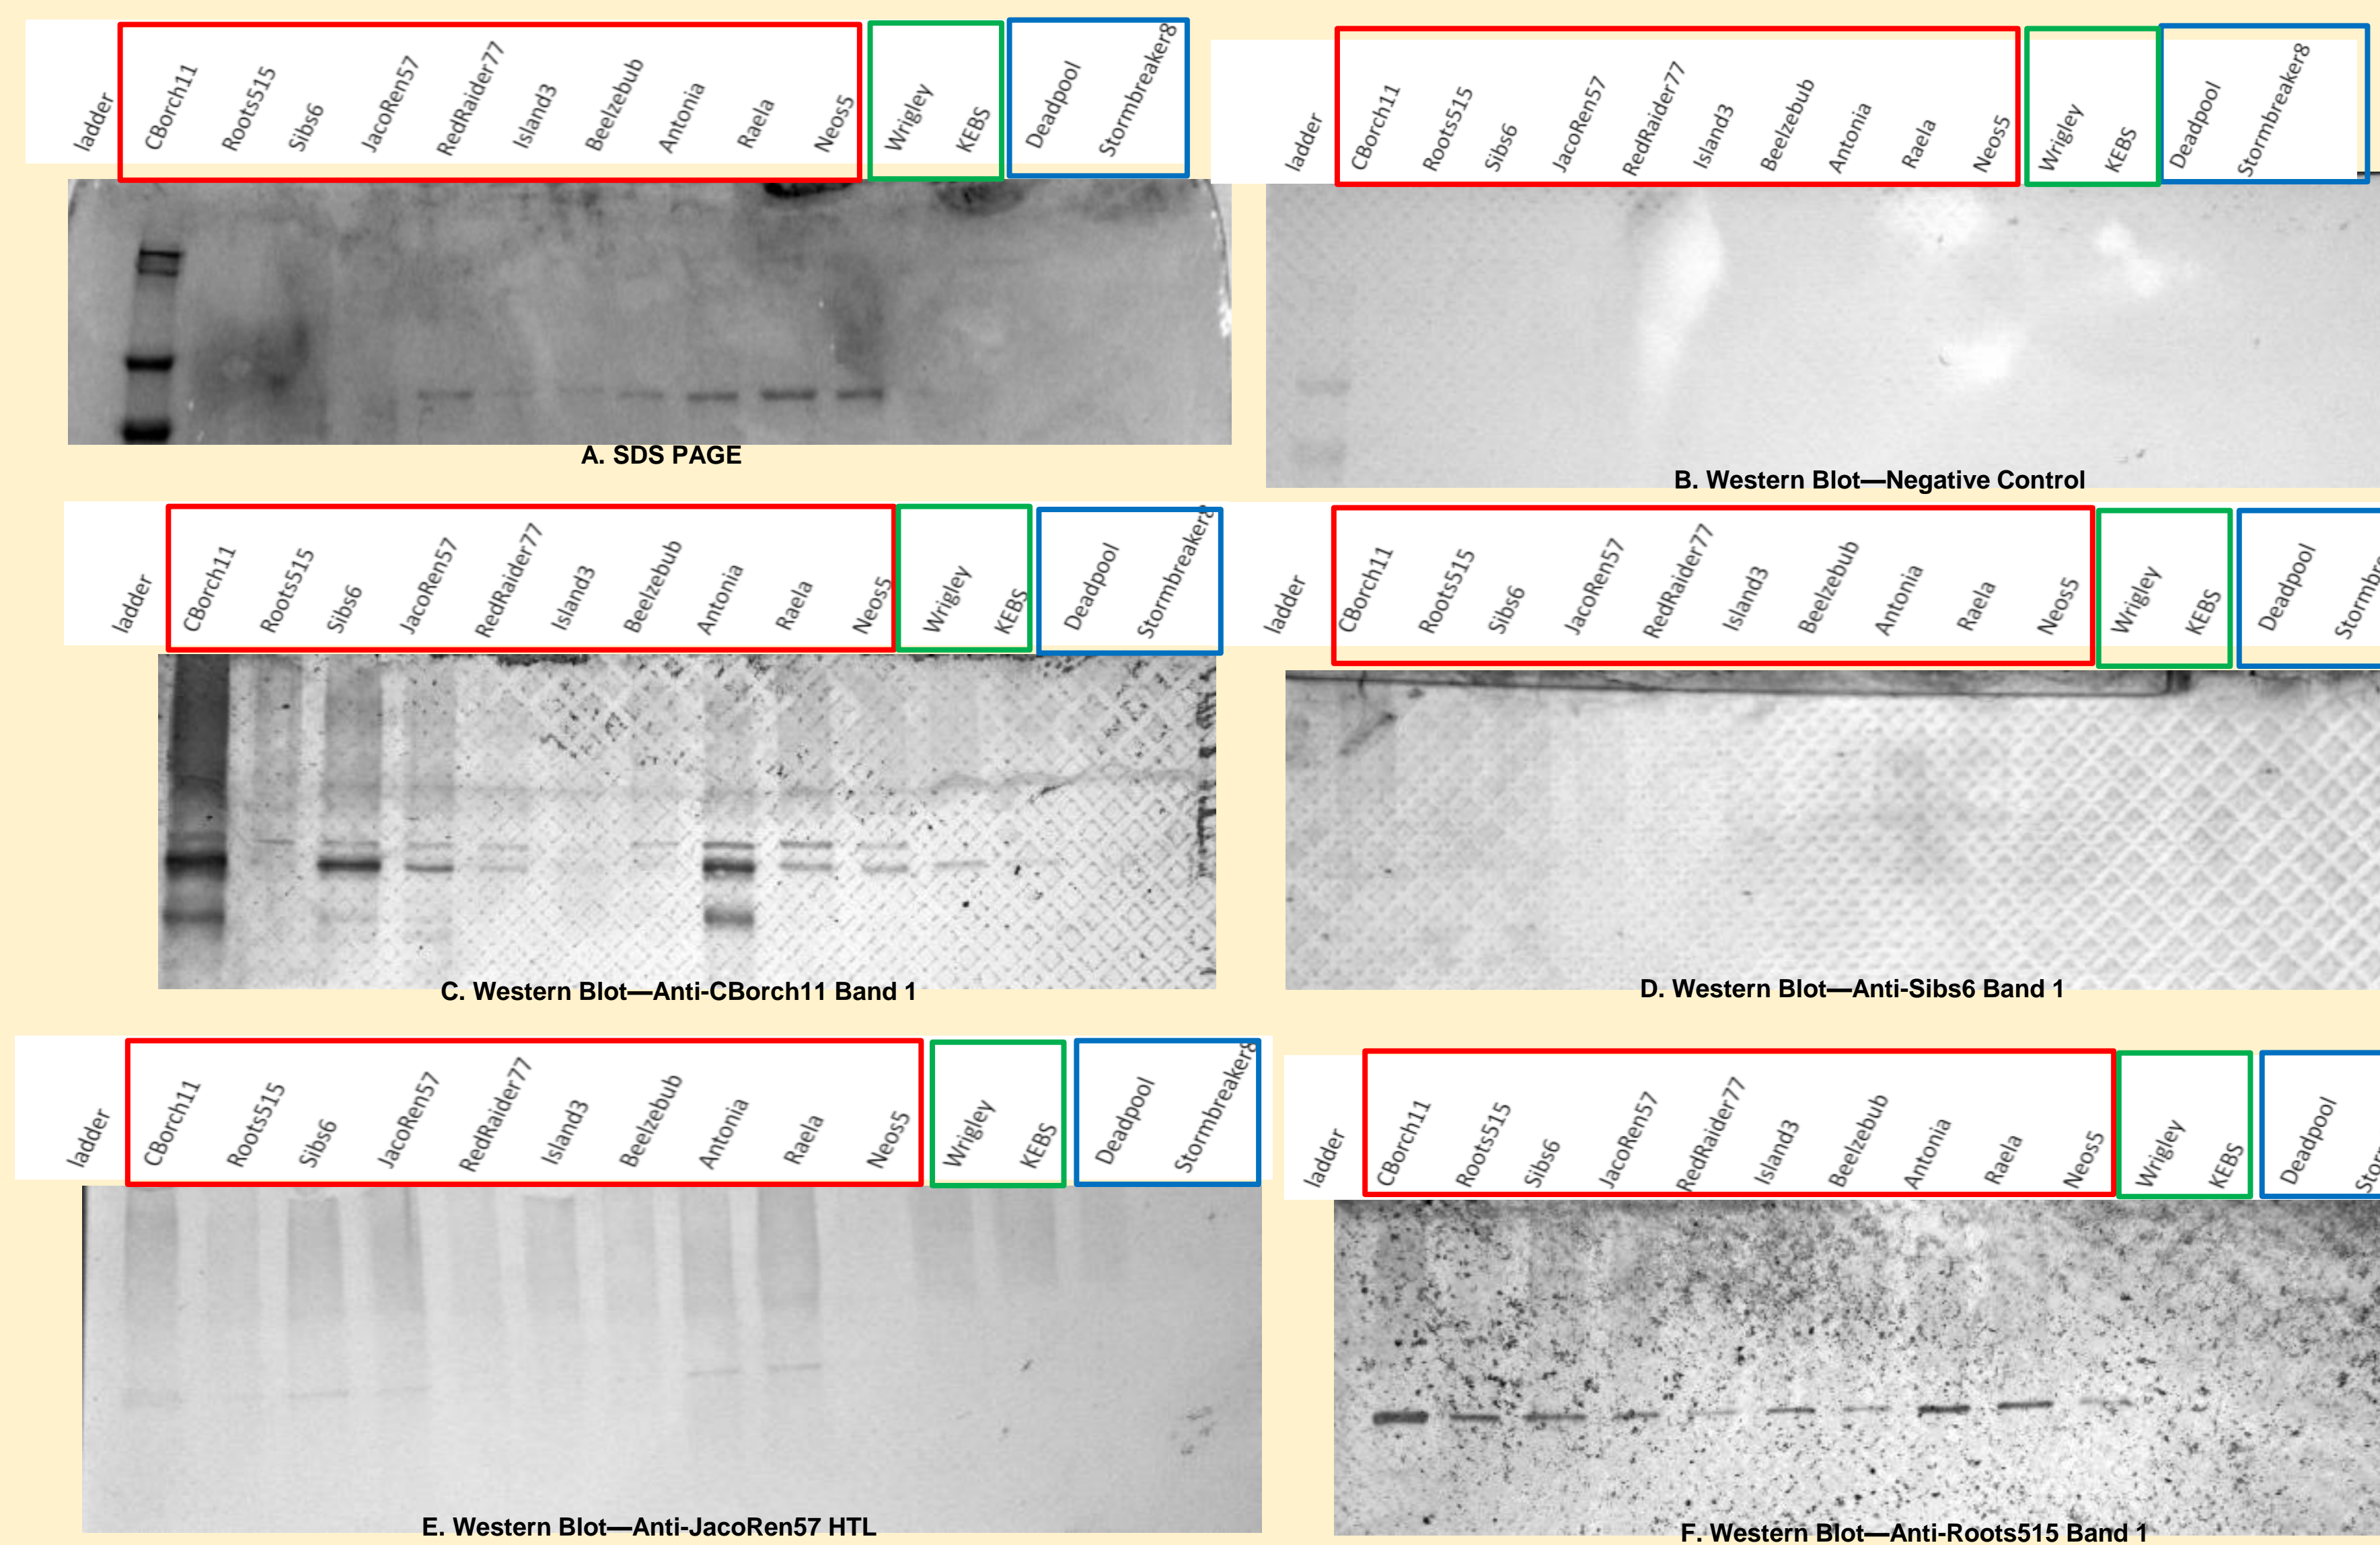 ladder CBorch11 Roots515 Sibs6 JacoRen57 RedRaider77 Island3 Beelzebub Antonia Raela Neos5 Wrigley KEBS Deadpool Stormbreaker8
A. SDS PAGE
ladder CBorch11 Roots515 Sibs6 JacoRen57 RedRaider77 Island3 Beelzebub Antonia Raela Neos5 Wrigley KEBS Deadpool Stormbreaker8
B. Western Blot—Negative Control
ladder CBorch11 Roots515 Sibs6 JacoRen57 RedRaider77 Island3 Beelzebub Antonia Raela Neos5 Wrigley KEBS Deadpool Stormbreaker8
C. Western Blot—Anti-CBorch11 Band 1
ladder CBorch11 Roots515 Sibs6 JacoRen57 RedRaider77 Island3 Beelzebub Antonia Raela Neos5 Wrigley KEBS Deadpool
D. Western Blot—Anti-Sibs6 Band 1
ladder CBorch11 Roots515 Sibs6 JacoRen57 RedRaider77 Island3 Beelzebub Antonia Raela Neos5 Wrigley KEBS Deadpool Stormbreaker8
E. Western Blot—Anti-JacoRen57 HTL
ladder CBorch11 Roots515 Sibs6 JacoRen57 RedRaider77 Island3 Beelzebub Antonia Raela Neos5 Wrigley KEBS Deadpool
F. Western Blot—Anti-Roots515 Band 1